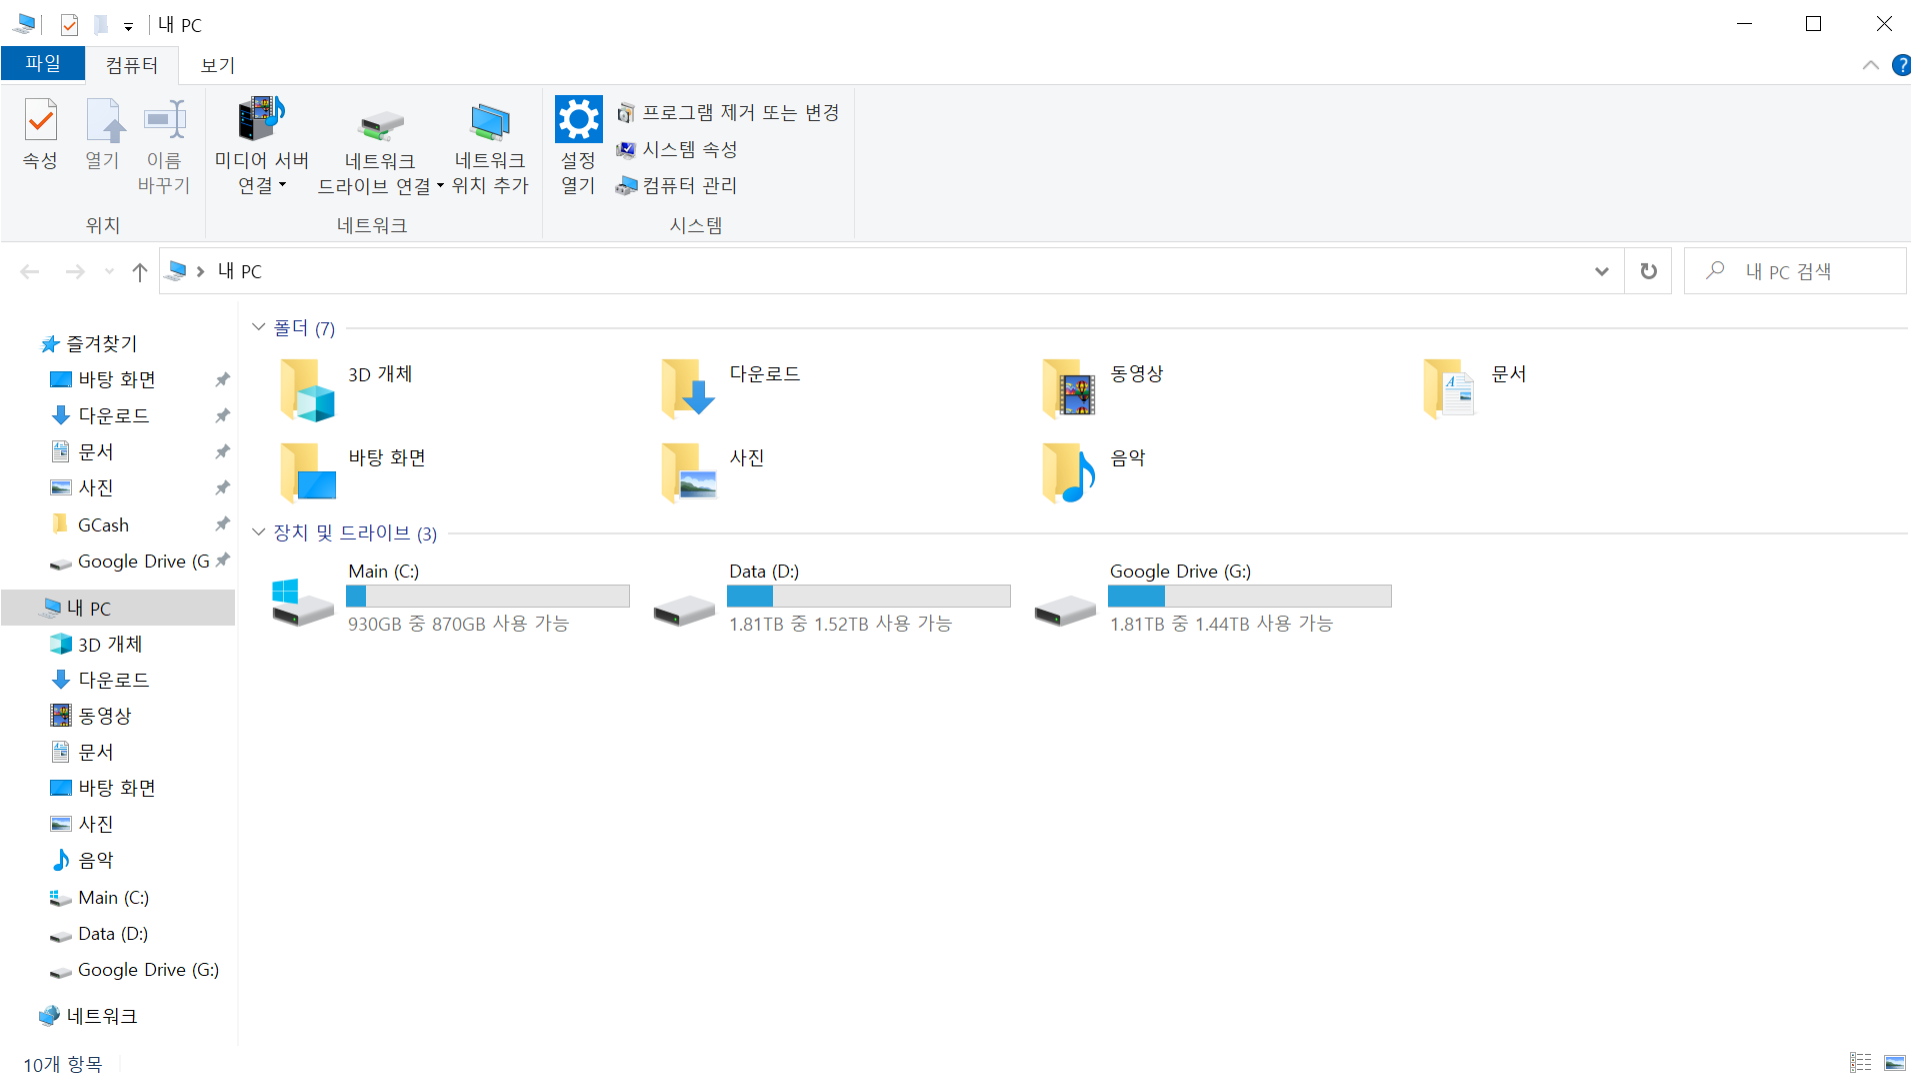 내 PC
파일 컴퓨터 보기
속성
열기
이름
바꾸기
위치
미디어 서버
연결
네트워크
드라이브 연결
네트워크
위치 추가
네트워크
설정
열기
프로그램 제거 또는 변경
시스템 속성
컴퓨터 관리
시스템
내 PC
내 PC 검색
즐겨찾기
바탕 화면
다운로드
문서
사진
GCash
Google Drive (G
내 PC
3D 개체
다운로드
동영상
문서
바탕 화면
사진
음악
Main (C:)
Data (D:)
Google Drive (G:)
네트워크
폴더 (7)
3D 개체
다운로드
동영상
문서
바탕 화면
사진
음악
장치 및 드라이브 (3)
Main (C:)
930GB 중 870GB 사용 가능
Data (D:)
1.81TB 중 1.52TB 사용 가능
Google Drive (G:)
1.81TB 중 1.44TB 사용 가능
10개 항목